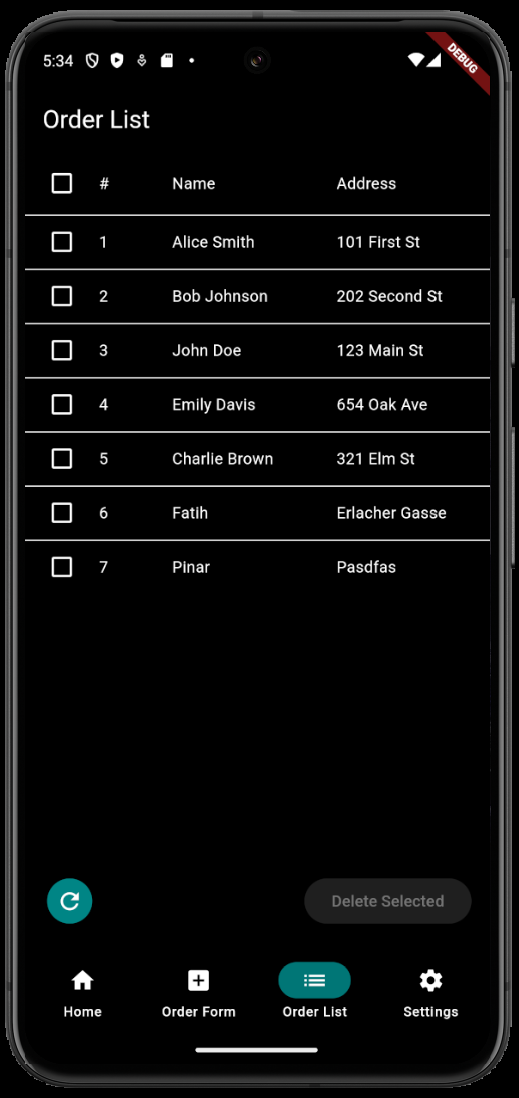 5:34
DEBUG
Order List
# Name Address
1 Alice Smith 101 First St
2 Bob Johnson 202 Second St
3 John Doe 123 Main St
4 Emily Davis 654 Oak Ave
5 Charlie Brown 321 Elm St
6 Fatih Erlacher Gasse
7 Pinar Pasdfas
Delete Selected
Home Order Form Order List Settings